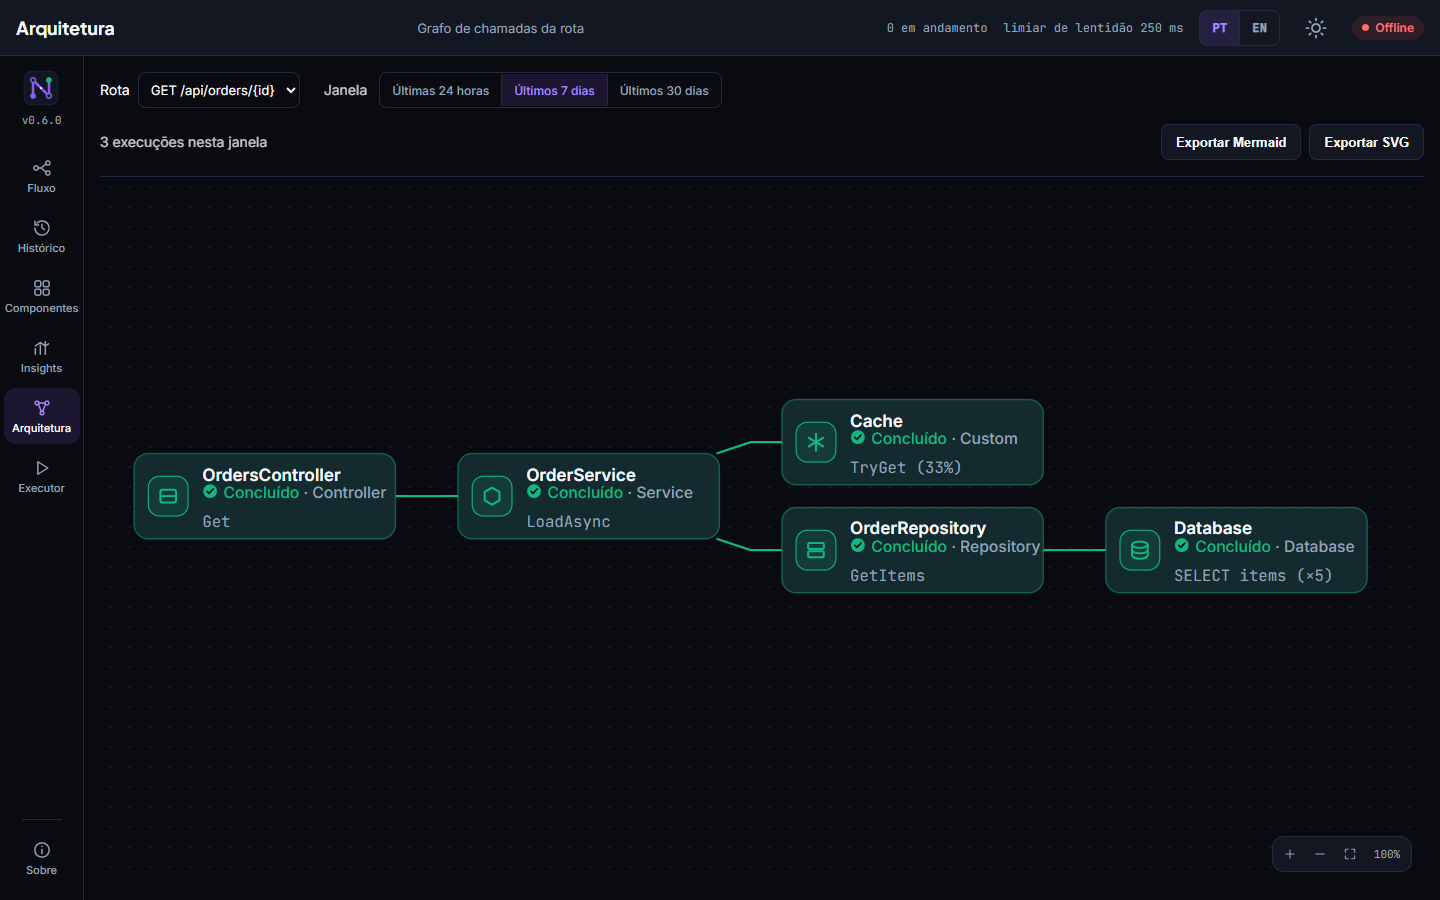 Arquitetura
Grafo de chamadas da rota
0 em andamento
limiar de lentidão 250 ms
PT
EN
Offline
v0.6.0
Fluxo
Histórico
Componentes
Insights
Arquitetura
Executor
Sobre
Rota
GET /api/orders/{id}
Janela
Últimas 24 horas
Últimos 7 dias
Últimos 30 dias
3 execuções nesta janela
Exportar Mermaid
Exportar SVG
OrdersController
Concluído · Controller
Get
OrderService
Concluído · Service
LoadAsync
Cache
Concluído · Custom
TryGet (33%)
OrderRepository
Concluído · Repository
GetItems
Database
Concluído · Database
SELECT items (×5)
100%